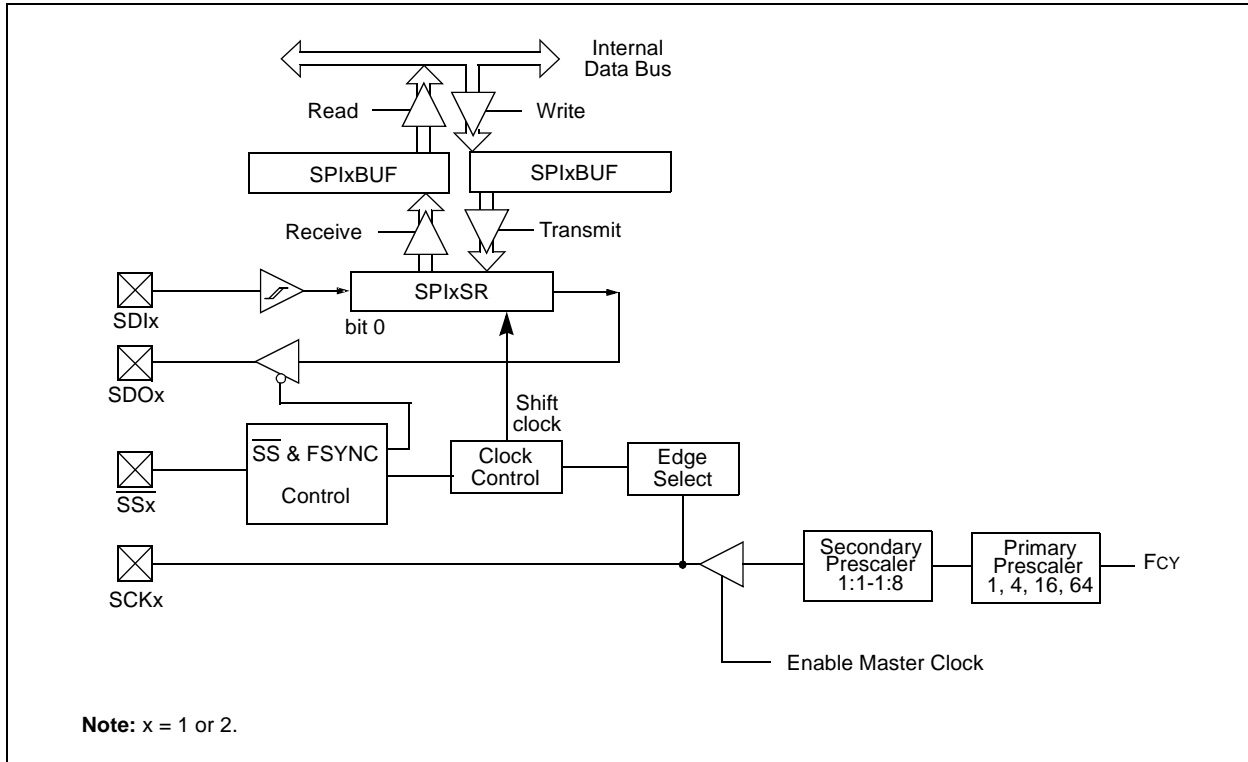 Internal
Data Bus
Read
Write
SPIxBUF
SPIxBUF
Receive
Transmit
SPIxSR
SDIx
bit 0
SDOx
Shift
clock
SS & FSYNC
Control
Clock
Control
Edge
Select
SSx
Secondary
Prescaler
1:1-1:8
Primary
Prescaler
1, 4, 16, 64
FCY
SCKx
Enable Master Clock
Note: x = 1 or 2.